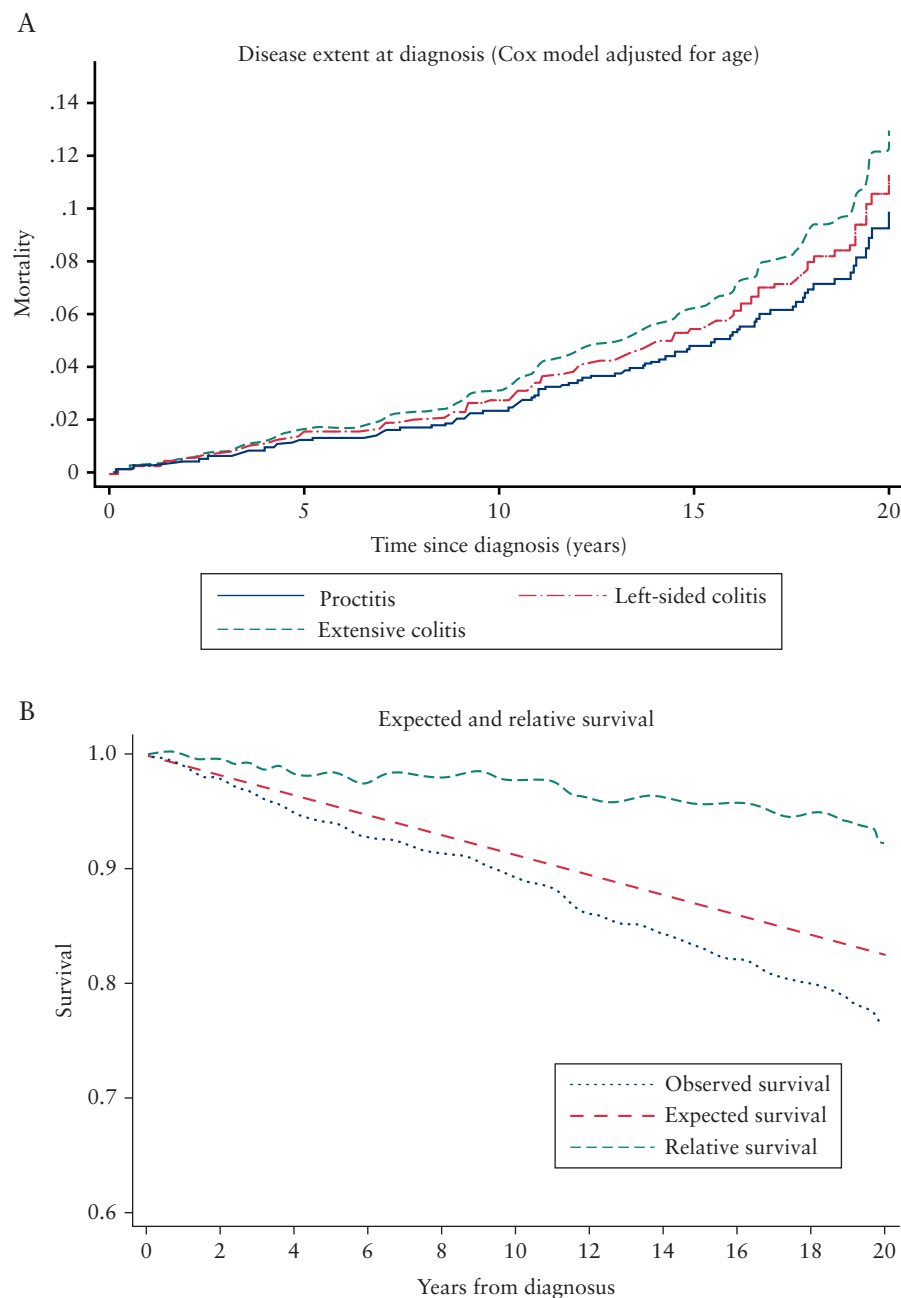 A
Disease extent at diagnosis (Cox model adjusted for age)
.14
.12
.1
.08
.06
.04
.02
0
Mortality
0 5 10 15 20
Time since diagnosis (years)
Proctitis Left-sided colitis
Extensive colitis
B
Expected and relative survival
1.0
0.9
0.8
0.7
0.6
Survival
Observed survival
Expected survival
Relative survival
0 2 4 6 8 10 12 14 16 18 20
Years from diagnosus